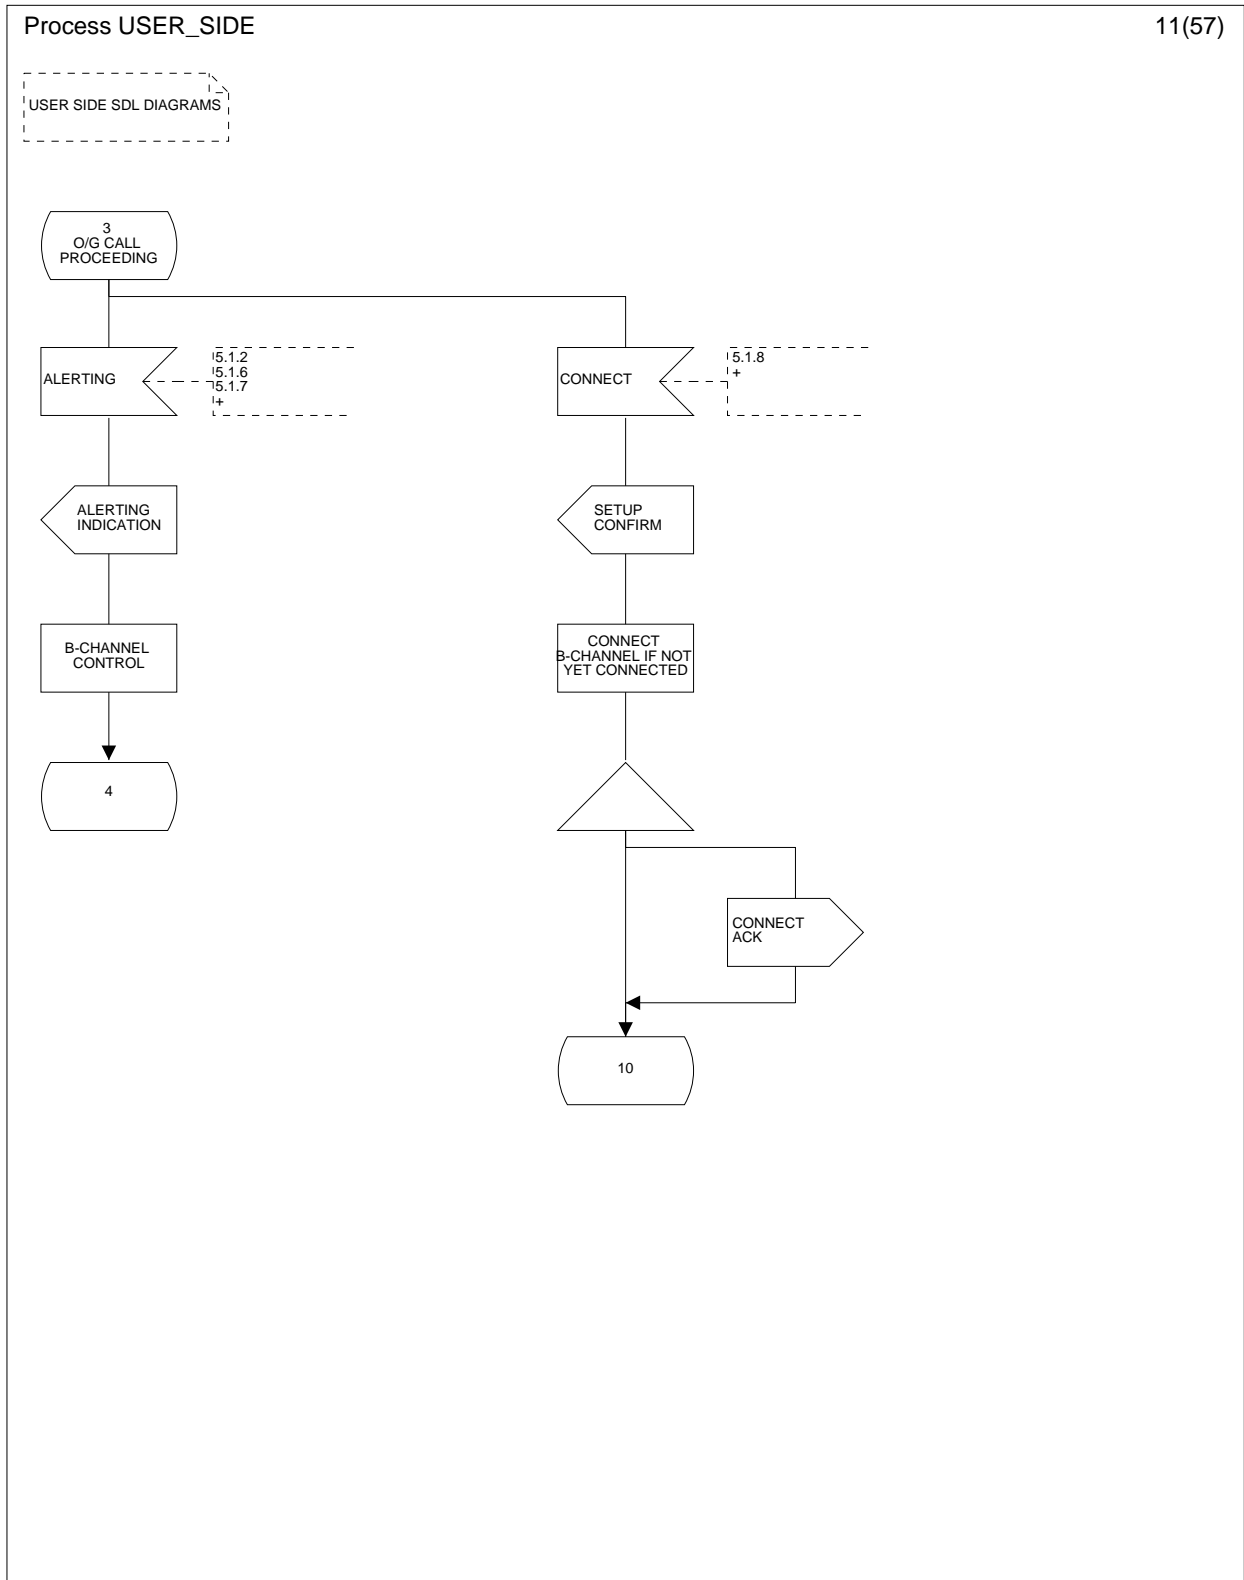 Process USER_SIDE
11(57)
USER SIDE SDL DIAGRAMS
3
O/G CALL
PROCEEDING
ALERTING
5.1.2
5.1.6
5.1.7
+
CONNECT
5.1.8
+
ALERTING
INDICATION
SETUP
CONFIRM
B-CHANNEL
CONTROL
CONNECT
B-CHANNEL IF NOT
YET CONNECTED
4
CONNECT
ACK
10